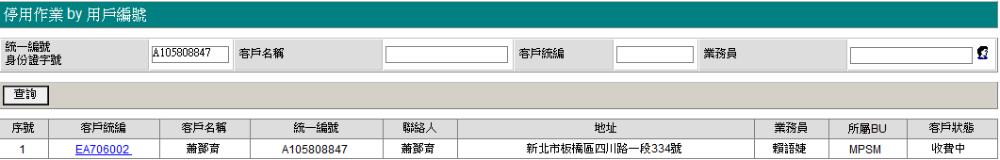 停用作業 by 用戶編號
統一編號
身份證字號 A105808847 客戶名稱 客戶統編 業務員
查詢
序號 客戶統編 客戶名稱 統一編號 聯絡人 地址 業務員 所屬BU 客戶狀態
1 EA706002 蕭鄧育 A105808847 蕭鄧育 新北市板橋區四川路一段334號 賴語婕 MPSM 收費中